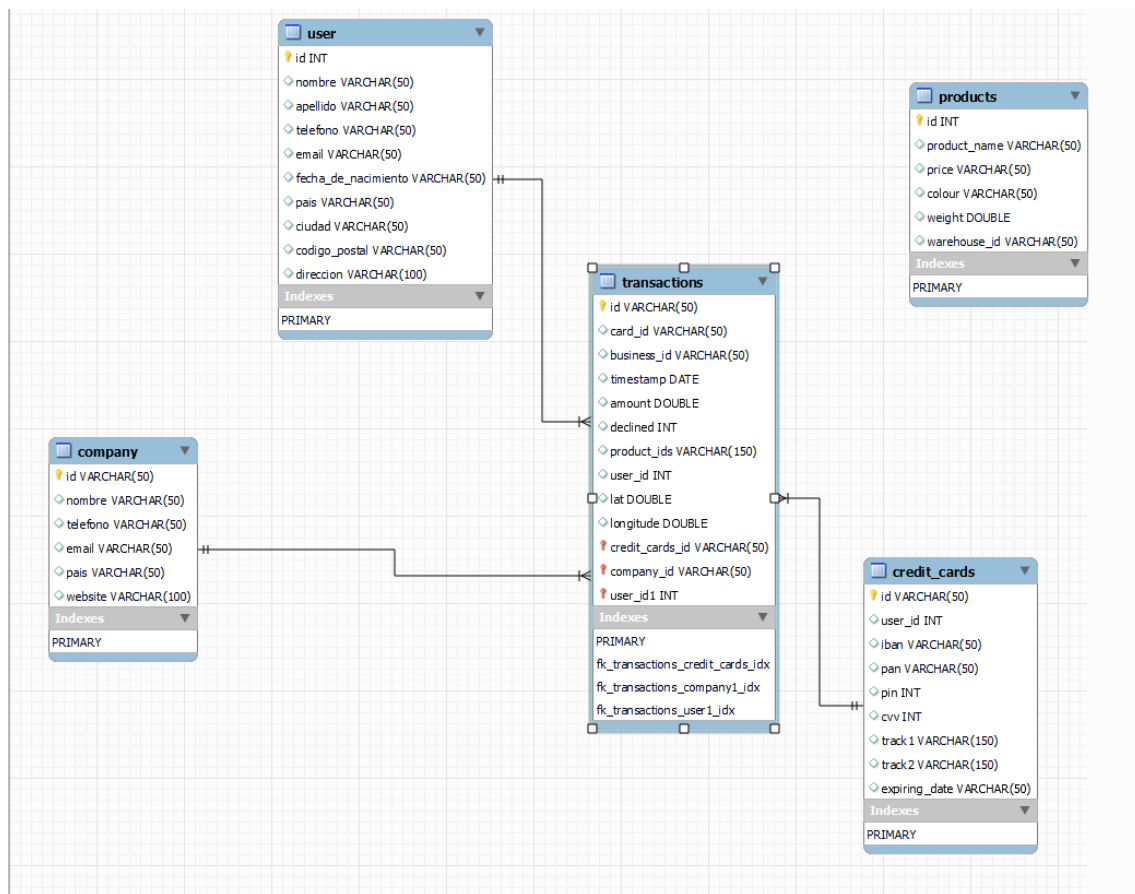 user
id INT
nombre VARCHAR(50)
apellido VARCHAR(50)
telefono VARCHAR(50)
email VARCHAR(50)
fecha_de_nacimiento VARCHAR(50)
pais VARCHAR(50)
ciudad VARCHAR(50)
codigo_postal VARCHAR(50)
direccion VARCHAR(100)
Indexes
PRIMARY
products
id INT
product_name VARCHAR(50)
price VARCHAR(50)
colour VARCHAR(50)
weight DOUBLE
warehouse_id VARCHAR(50)
Indexes
PRIMARY
transactions
id VARCHAR(50)
card_id VARCHAR(50)
business_id VARCHAR(50)
timestamp DATE
amount DOUBLE
declined INT
product_ids VARCHAR(150)
user_id INT
lat DOUBLE
longitude DOUBLE
credit_cards_id VARCHAR(50)
company_id VARCHAR(50)
user_id1 INT
Indexes
PRIMARY
fk_transactions_credit_cards_idx
fk_transactions_company1_idx
fk_transactions_user1_idx
company
id VARCHAR(50)
nombre VARCHAR(50)
telefono VARCHAR(50)
email VARCHAR(50)
pais VARCHAR(50)
website VARCHAR(100)
Indexes
PRIMARY
credit_cards
id VARCHAR(50)
user_id INT
iban VARCHAR(50)
pan VARCHAR(50)
pin INT
cvv INT
track1 VARCHAR(150)
track2 VARCHAR(150)
expiring_date VARCHAR(50)
Indexes
PRIMARY